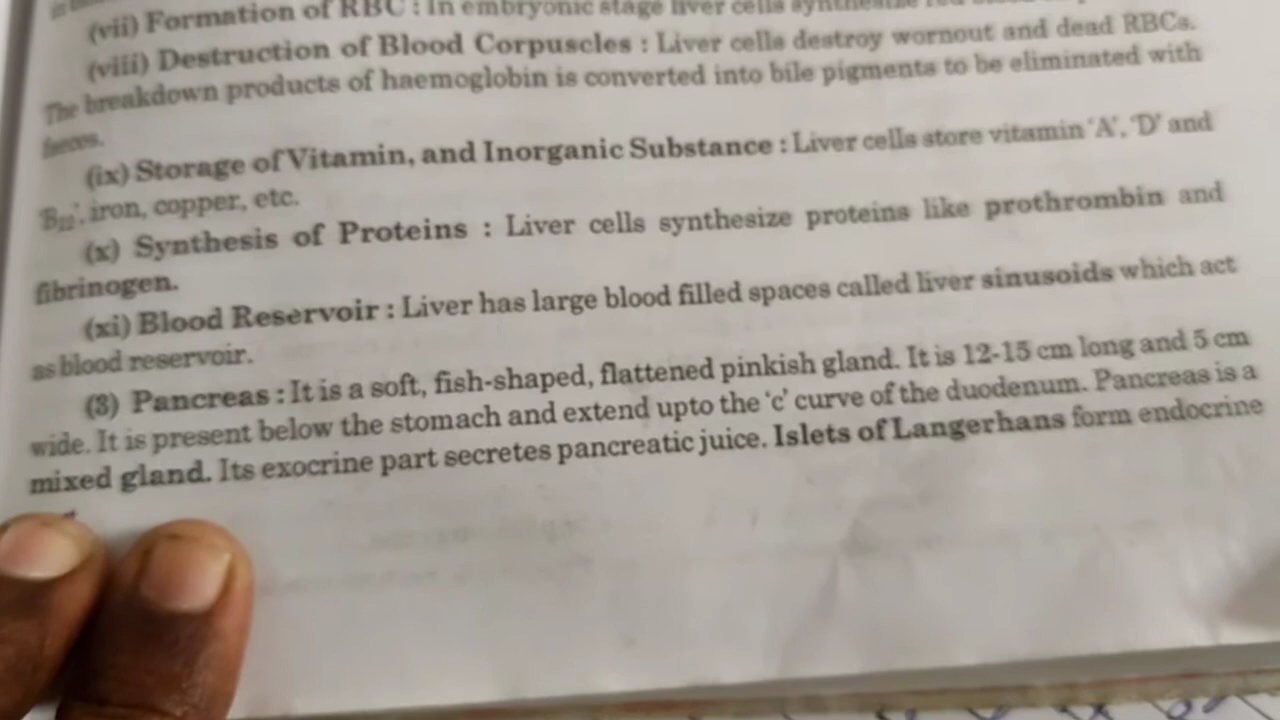 (vii) Formation of RBC : In embryonic stage liver cells synthesize
(viii) Destruction of Blood Corpuscles : Liver cells destroy wornout and dead RBCs.
The breakdown products of haemoglobin is converted into bile pigments to be eliminated with
faeces.
(ix) Storage of Vitamin, and Inorganic Substance : Liver cells store vitamin 'A', 'D' and
'B₁₂', iron, copper, etc.
(x) Synthesis of Proteins : Liver cells synthesize proteins like prothrombin and
fibrinogen.
(xi) Blood Reservoir : Liver has large blood filled spaces called liver sinusoids which act
as blood reservoir.
(3) Pancreas : It is a soft, fish-shaped, flattened pinkish gland. It is 12-15 cm long and 5 cm
wide. It is present below the stomach and extend upto the 'c' curve of the duodenum. Pancreas is a
mixed gland. Its exocrine part secretes pancreatic juice. Islets of Langerhans form endocrine